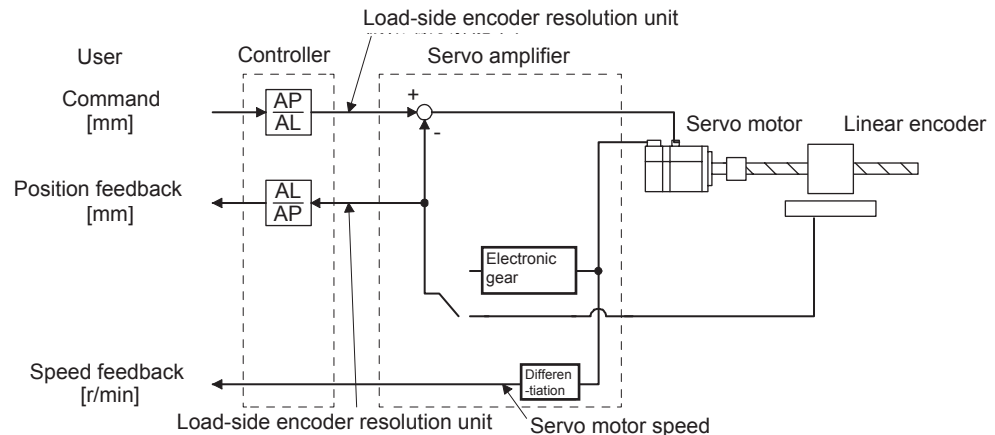 Load-side encoder resolution unit
User
Controller
Servo amplifier
Command
[mm]
AP
AL
+
-
Servo motor
Linear encoder
Position feedback
[mm]
AL
AP
Electronic
gear
Speed feedback
[r/min]
Differen
-tiation
Load-side encoder resolution unit
Servo motor speed